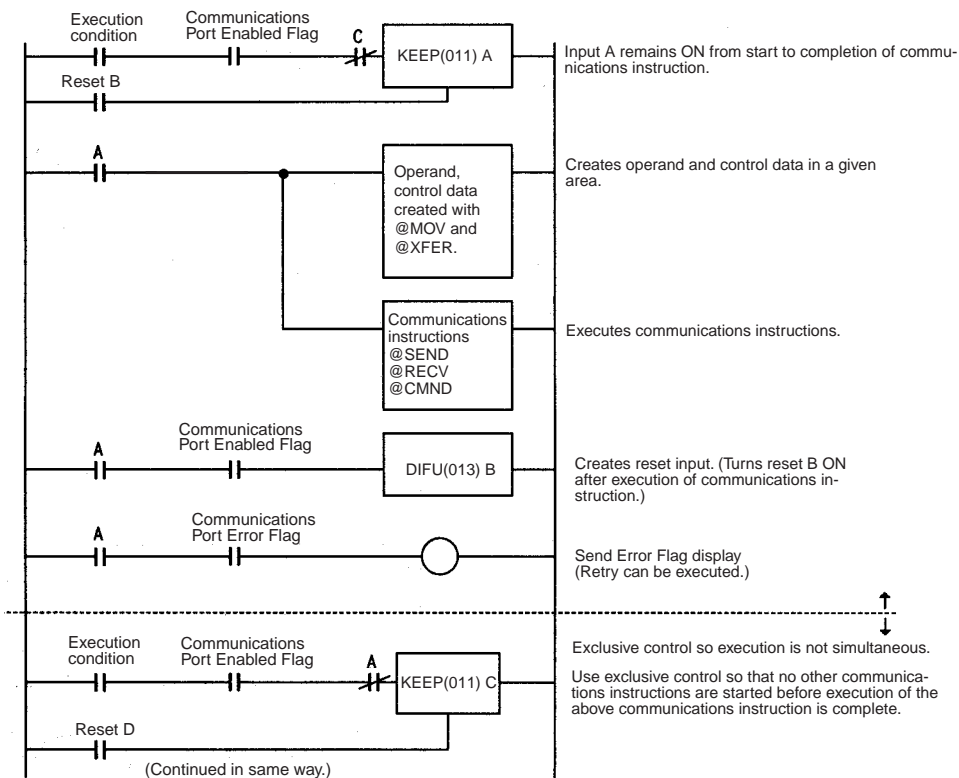 Execution
condition
Communications
Port Enabled Flag
C
KEEP(011) A
Input A remains ON from start to completion of commu-
nications instruction.
Reset B
A
Operand,
control data
created with
@MOV and
@XFER.
Creates operand and control data in a given
area.
Communications
instructions
@SEND
@RECV
@CMND
Executes communications instructions.
A
Communications
Port Enabled Flag
DIFU(013) B
Creates reset input. (Turns reset B ON
after execution of communications in-
struction.)
A
Communications
Port Error Flag
Send Error Flag display
(Retry can be executed.)
Execution
condition
Communications
Port Enabled Flag
A
KEEP(011) C
Exclusive control so execution is not simultaneous.
Use exclusive control so that no other communica-
tions instructions are started before execution of the
above communications instruction is complete.
Reset D
(Continued in same way.)